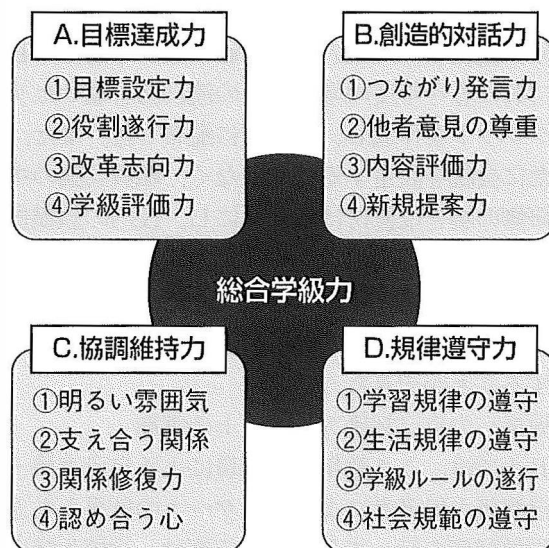 A.目標達成力
①目標設定力
②役割遂行力
③改革志向力
④学級評価力
B.創造的対話力
①つながり発言力
②他者意見の尊重
③内容評価力
④新規提案力
総合学級力
C.協調維持力
①明るい雰囲気
②支え合う関係
③関係修復力
④認め合う心
D.規律遵守力
①学習規律の遵守
②生活規律の遵守
③学級ルールの遂行
④社会規範の遵守